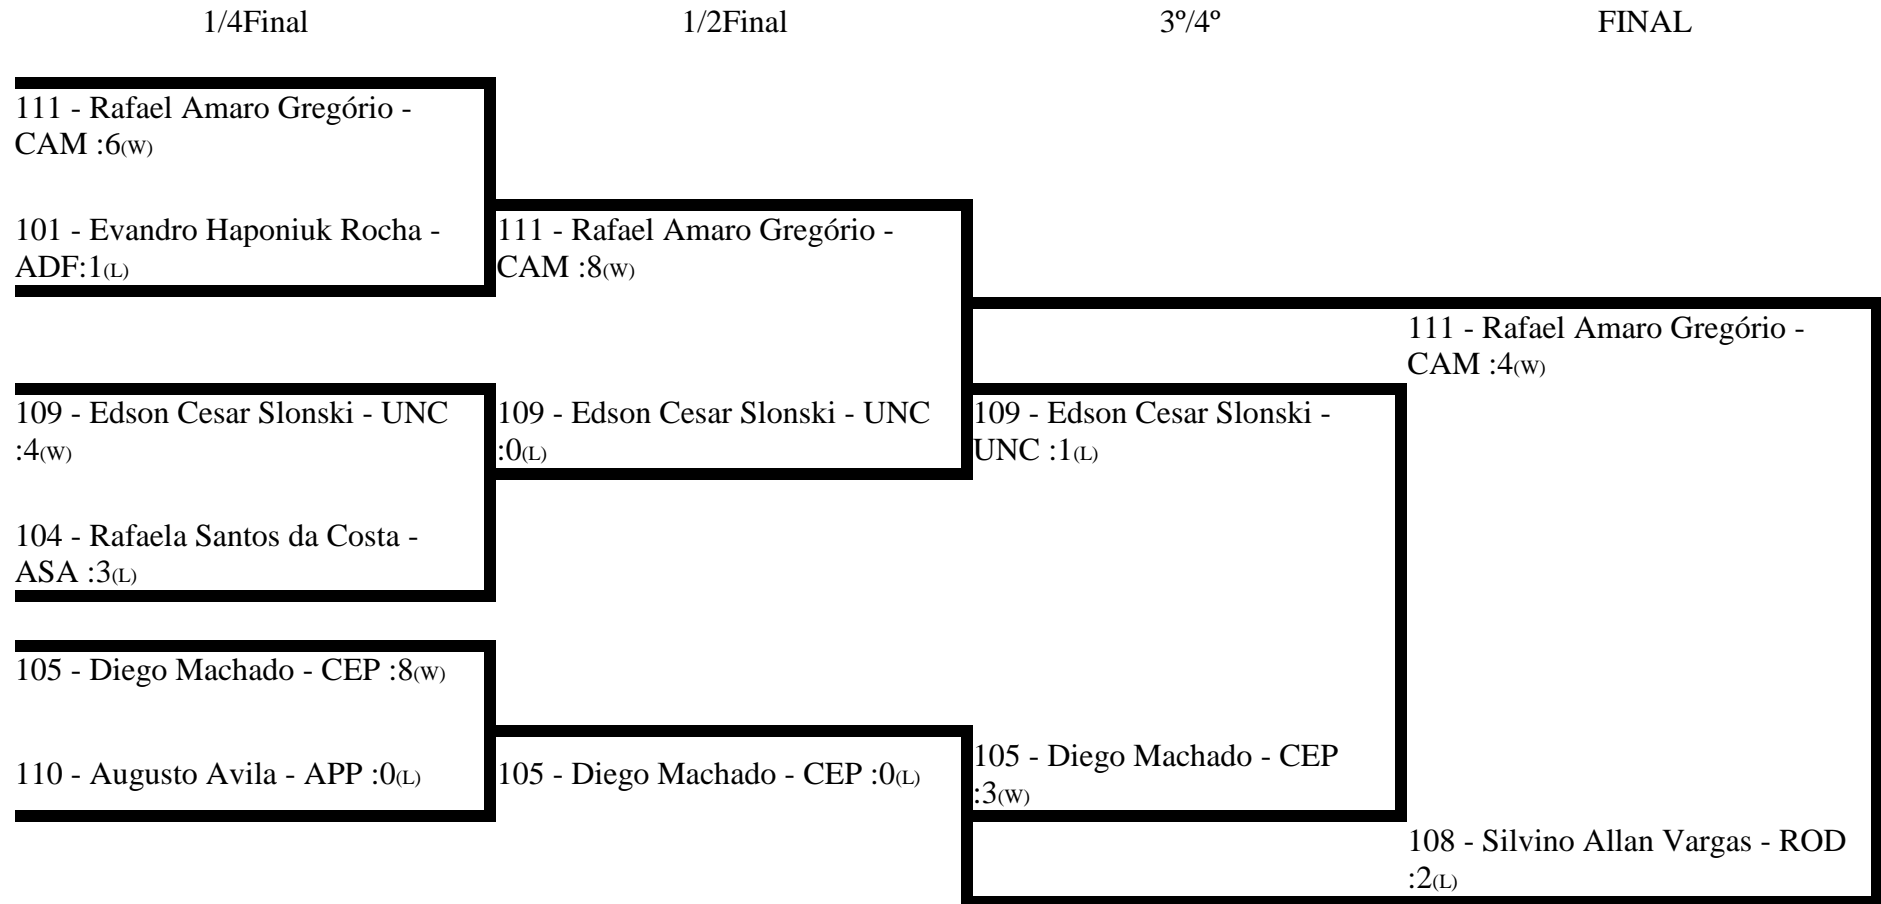 1/4Final
1/2Final
3º/4º
FINAL
111 - Rafael Amaro Gregório -
CAM :6(W)
101 - Evandro Haponiuk Rocha -
ADF:1(L)
109 - Edson Cesar Slonski - UNC
:4(W)
104 - Rafaela Santos da Costa -
ASA :3(L)
105 - Diego Machado - CEP :8(W)
110 - Augusto Avila - APP :0(L)
111 - Rafael Amaro Gregório -
CAM :8(W)
109 - Edson Cesar Slonski - UNC
:0(L)
105 - Diego Machado - CEP :0(L)
109 - Edson Cesar Slonski -
UNC :1(L)
105 - Diego Machado - CEP
:3(W)
111 - Rafael Amaro Gregório -
CAM :4(W)
108 - Silvino Allan Vargas - ROD
:2(L)